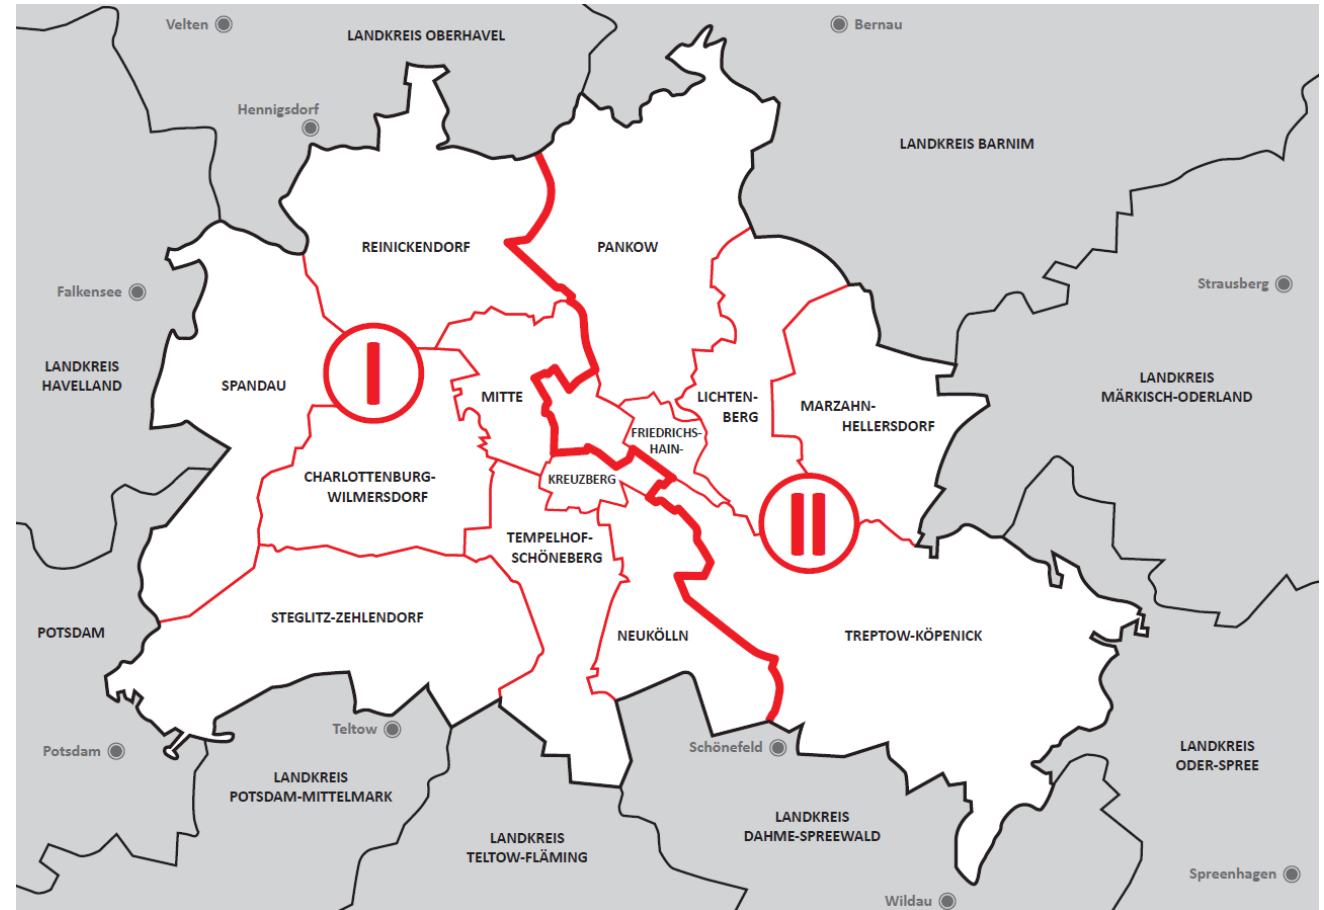 Velten
LANDKREIS OBERHAVEL
Bernau
Hennigsdorf
LANDKREIS BARNIM
REINICKENDORF
PANKOW
Falkensee
Strausberg
LANDKREIS
HAVELLAND
SPANDAU
I
MITTE
LICHTEN-
BERG
MARZAHN-
HELLERSDORF
LANDKREIS
MÄRKISCH-ODERLAND
FRIEDRICHS-
HAIN-
KREUZBERG
CHARLOTTENBURG-
WILMERSDORF
II
TEMPELHOF-
SCHÖNEBERG
STEGLITZ-ZEHLENDORF
NEUKÖLLN
TREPTOW-KÖPENICK
POTSDAM
Teltow
Potsdam
Schönefeld
LANDKREIS
ODER-SPREE
LANDKREIS
POTSDAM-MITTELMARK
LANDKREIS
DAHME-SPREEWALD
LANDKREIS
TELTOW-FLÄMING
Spreenhagen
Wildau